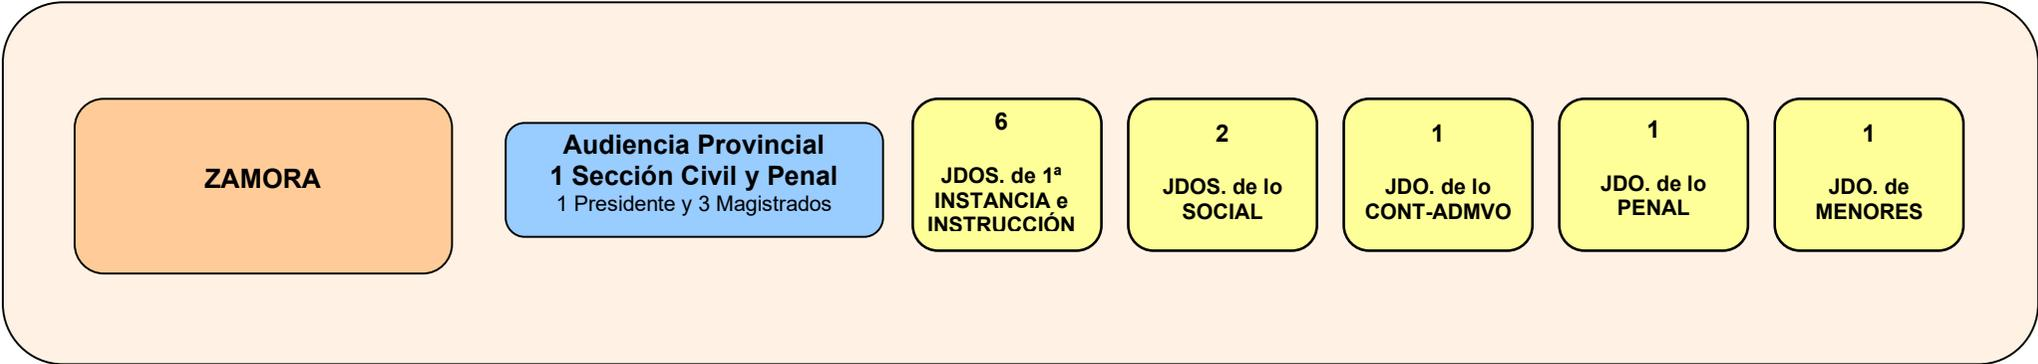 ZAMORA
Audiencia Provincial
1 Sección Civil y Penal
1 Presidente y 3 Magistrados
6
JDOS. de 1ª
INSTANCIA e
INSTRUCCIÓN
2
JDOS. de lo
SOCIAL
1
JDO. de lo
CONT-ADMVO
1
JDO. de lo
PENAL
1
JDO. de
MENORES